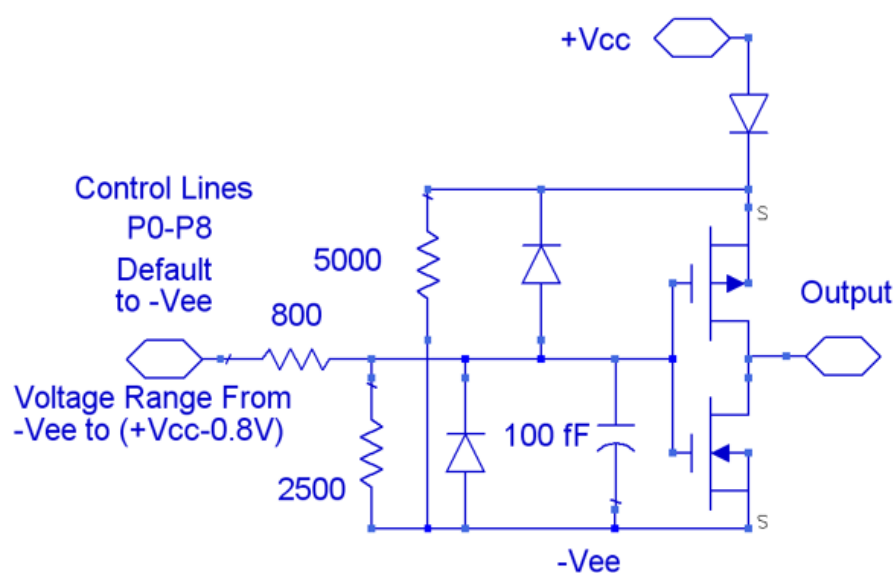 +Vcc
S
Control Lines
P0-P8
Default
to -Vee
5000
800
Output
Voltage Range From
-Vee to (+Vcc-0.8V)
100 fF
2500
S
-Vee